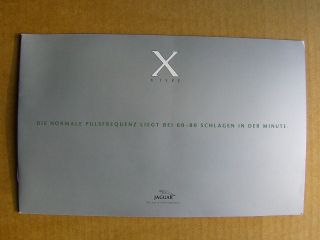 X
X-TYPE
DIE NORMALE PULSFREQUENZ LIEGT BEI 60-80 SCHLÄGEN IN DER MINUTE.
JAGUAR